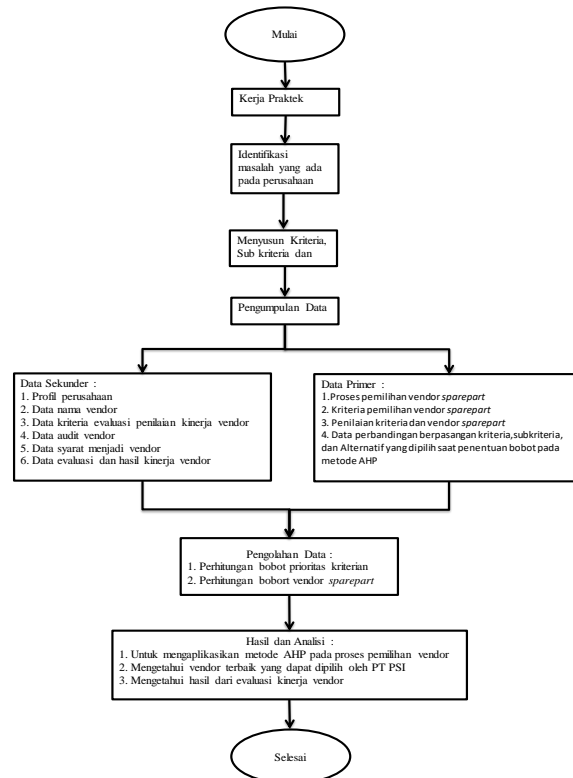 Mulai
Kerja Praktek
Identifikasi
masalah yang ada
pada perusahaan
Menyusun Kriteria,
Sub kriteria dan
Pengumpulan Data
Data Sekunder :
1. Profil perusahaan
2. Data nama vendor
3. Data kriteria evaluasi penilaian kinerja vendor
4. Data audit vendor
5. Data syarat menjadi vendor
6. Data evaluasi dan hasil kinerja vendor
Data Primer :
1.Proses pemilihan vendor sparepart
2. Kriteria pemilihan vendor sparepart
3. Penilaian kriteria dan vendor sparepart
4. Data perbandingan berpasangan kriteria,subkriteria,
dan Alternatif yang dipilih saat penentuan bobot pada
metode AHP
Pengolahan Data :
1. Perhitungan bobot prioritas kriterian
2. Perhitungan bobort vendor sparepart
Hasil dan Analisi :
1. Untuk mengaplikasikan metode AHP pada proses pemilihan vendor
2. Mengetahui vendor terbaik yang dapat dipilih oleh PT PSI
3. Mengetahui hasil dari evaluasi kinerja vendor
Selesai